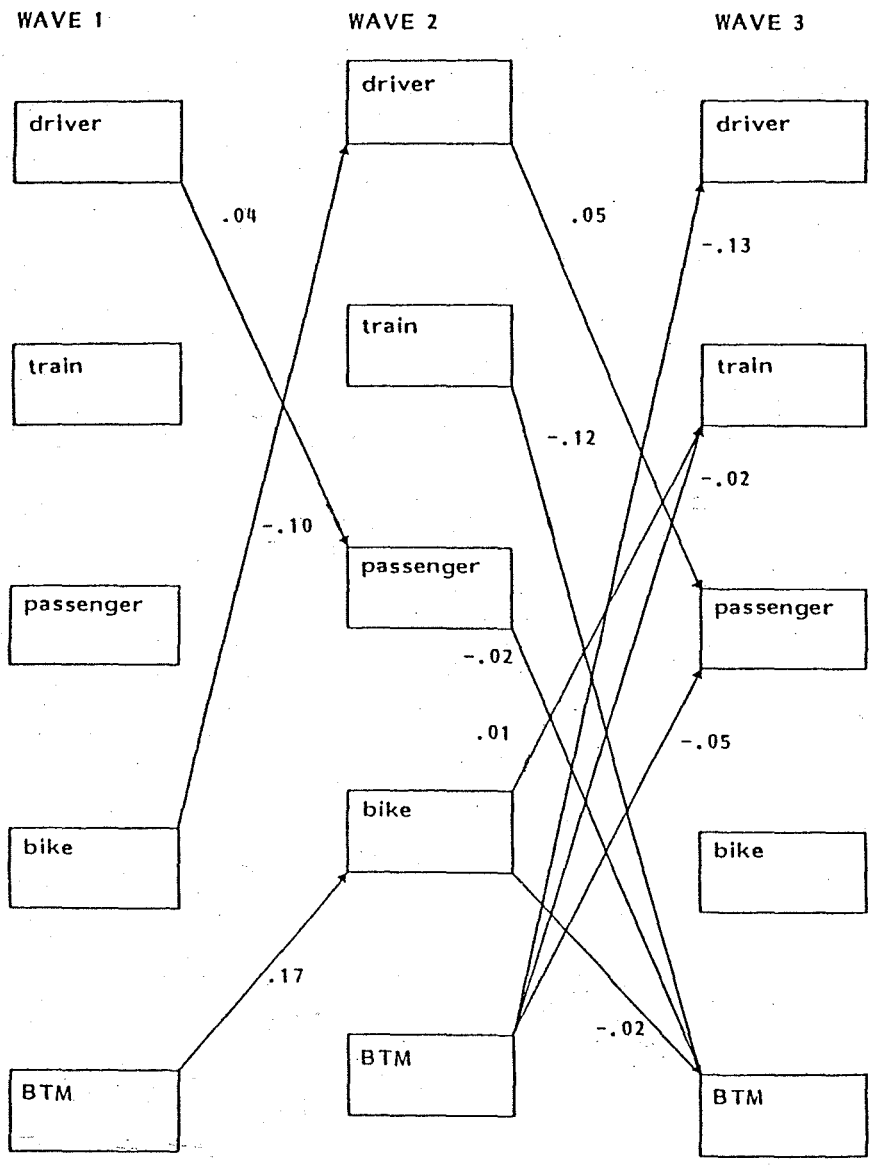 WAVE 1
WAVE 2
WAVE 3
driver
driver
driver
.04
.05
-.13
train
train
train
-.12
-.02
-.10
passenger
passenger
passenger
-.02
.01
-.05
bike
bike
bike
.17
-.02
BTM
BTM
BTM